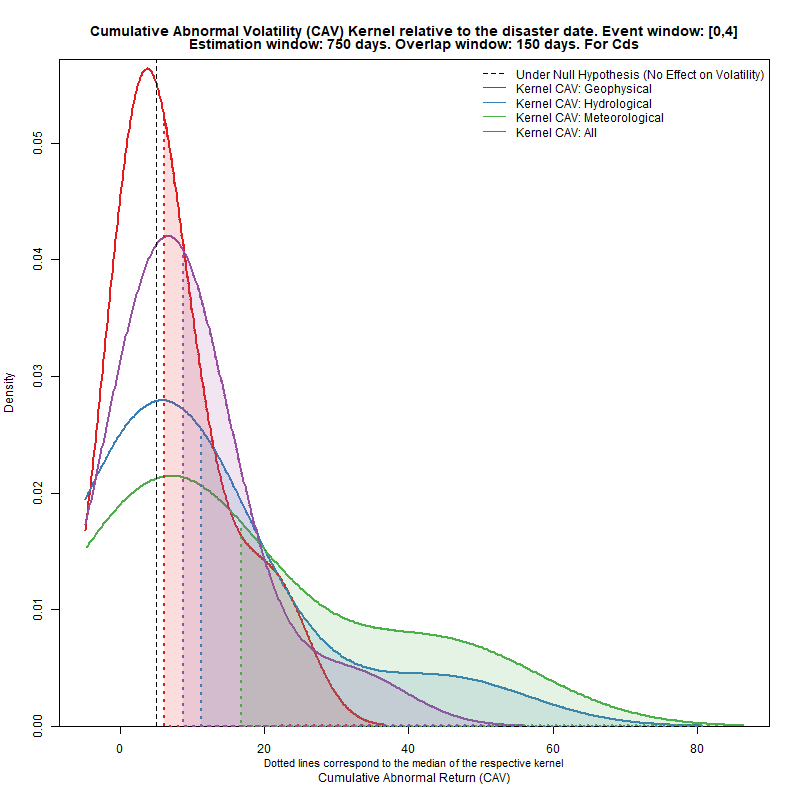 Cumulative Abnormal Volatility (CAV) Kernel relative to the disaster date. Event window: [0,4]
Estimation window: 750 days. Overlap window: 150 days. For Cds
Under Null Hypothesis (No Effect on Volatility)
Kernel CAV: Geophysical
Kernel CAV: Hydrological
Kernel CAV: Meteorological
Kernel CAV: All
Density
0.05
0.04
0.03
0.02
0.01
0.00
0 20 40 60 80
Dotted lines correspond to the median of the respective kernel
Cumulative Abnormal Return (CAV)